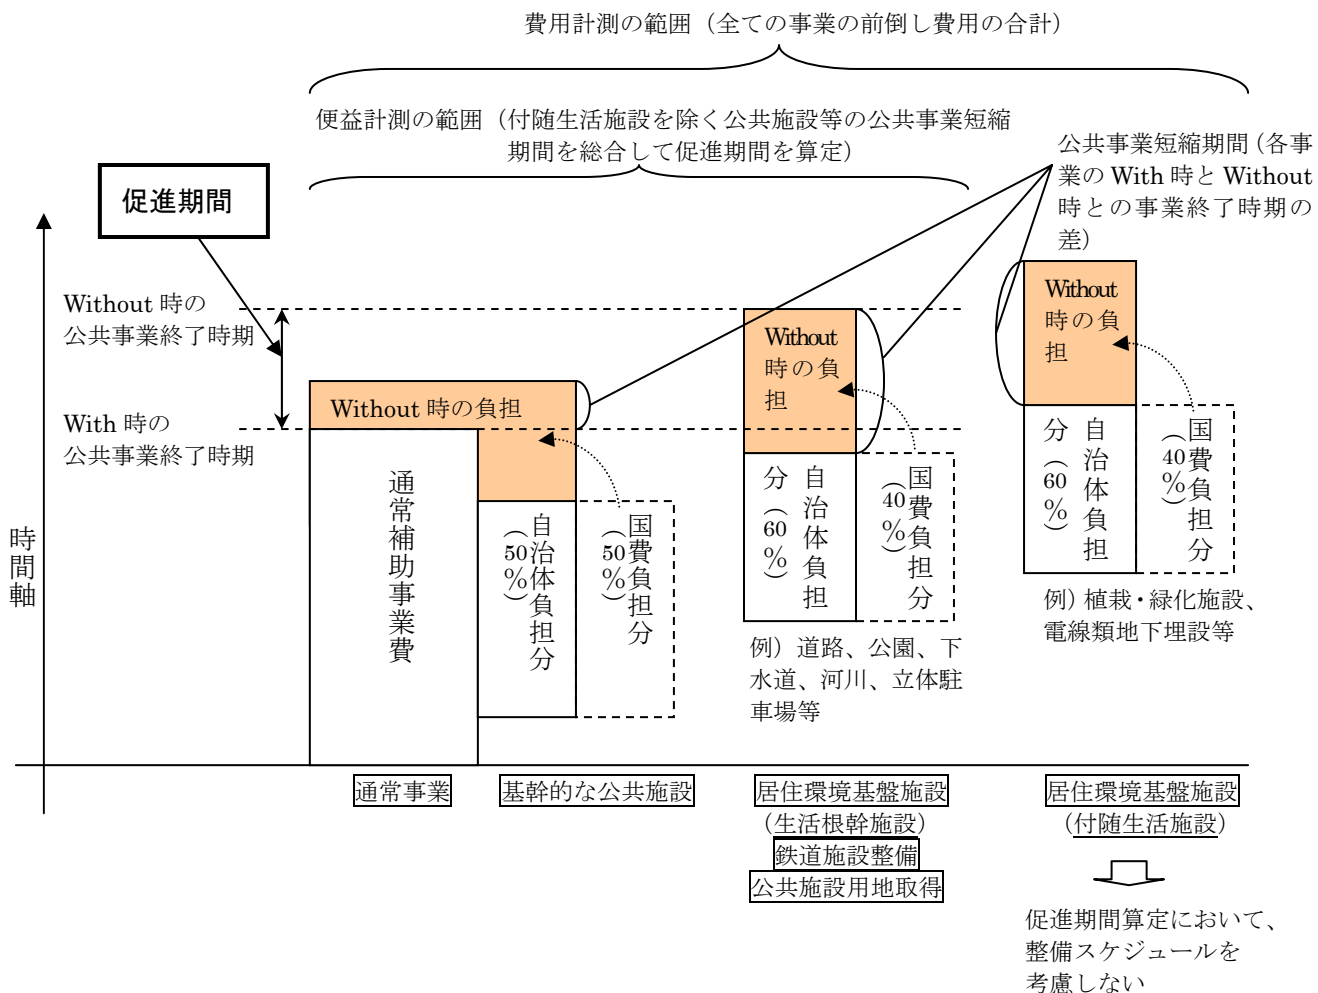 費用計測の範囲（全ての事業の前倒し費用の合計）
便益計測の範囲（付随生活施設を除く公共施設等の公共事業短縮
期間を総合して促進期間を算定）
公共事業短縮期間（各事
業の With 時と Without
時との事業終了時期の
差）
促進期間
Without 時の
公共事業終了時期
With 時の
公共事業終了時期
時間軸
Without 時の負担
通常補助事業費
自治体負担分
（50％）
国費負担分
（50％）
Without
時の負
担
自治体負担
分（60％）
国費負担分
（40％）
例）道路、公園、下
水道、河川、立体駐
車場等
Without
時の負
担
自治体負担
分（60％）
国費負担分
（40％）
例）植栽・緑化施設、
電線類地下埋設等
通常事業
基幹的な公共施設
居住環境基盤施設
（生活根幹施設）
鉄道施設整備
公共施設用地取得
居住環境基盤施設
（付随生活施設）
促進期間算定において、
整備スケジュールを
考慮しない